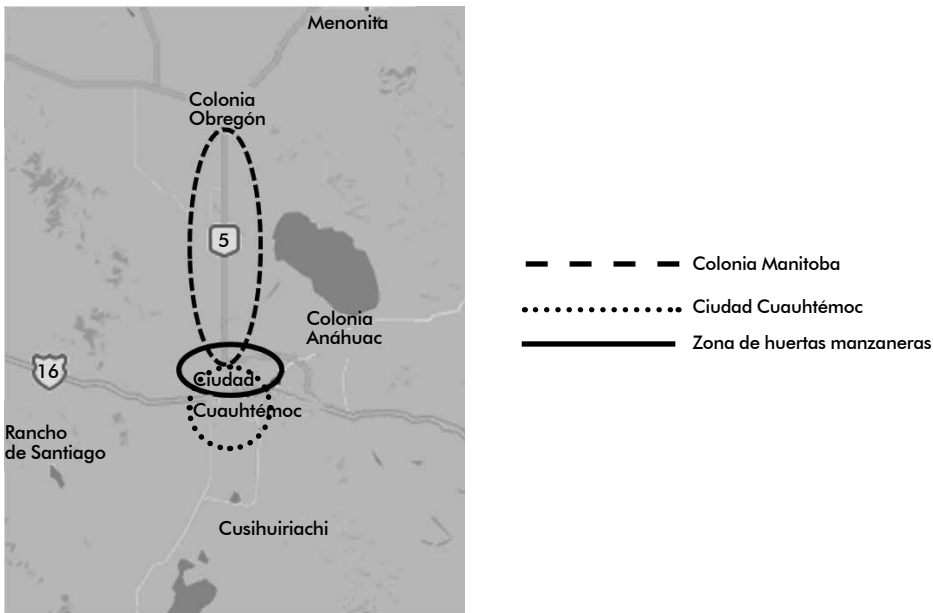 Menonita
Colonia
Obregón
5
Colonia
Anáhuac
16
Ciudad
Cuauhtémoc
Rancho
de Santiago
Cusihuiriachi
Colonia Manitoba
Ciudad Cuauhtémoc
Zona de huertas manzaneras